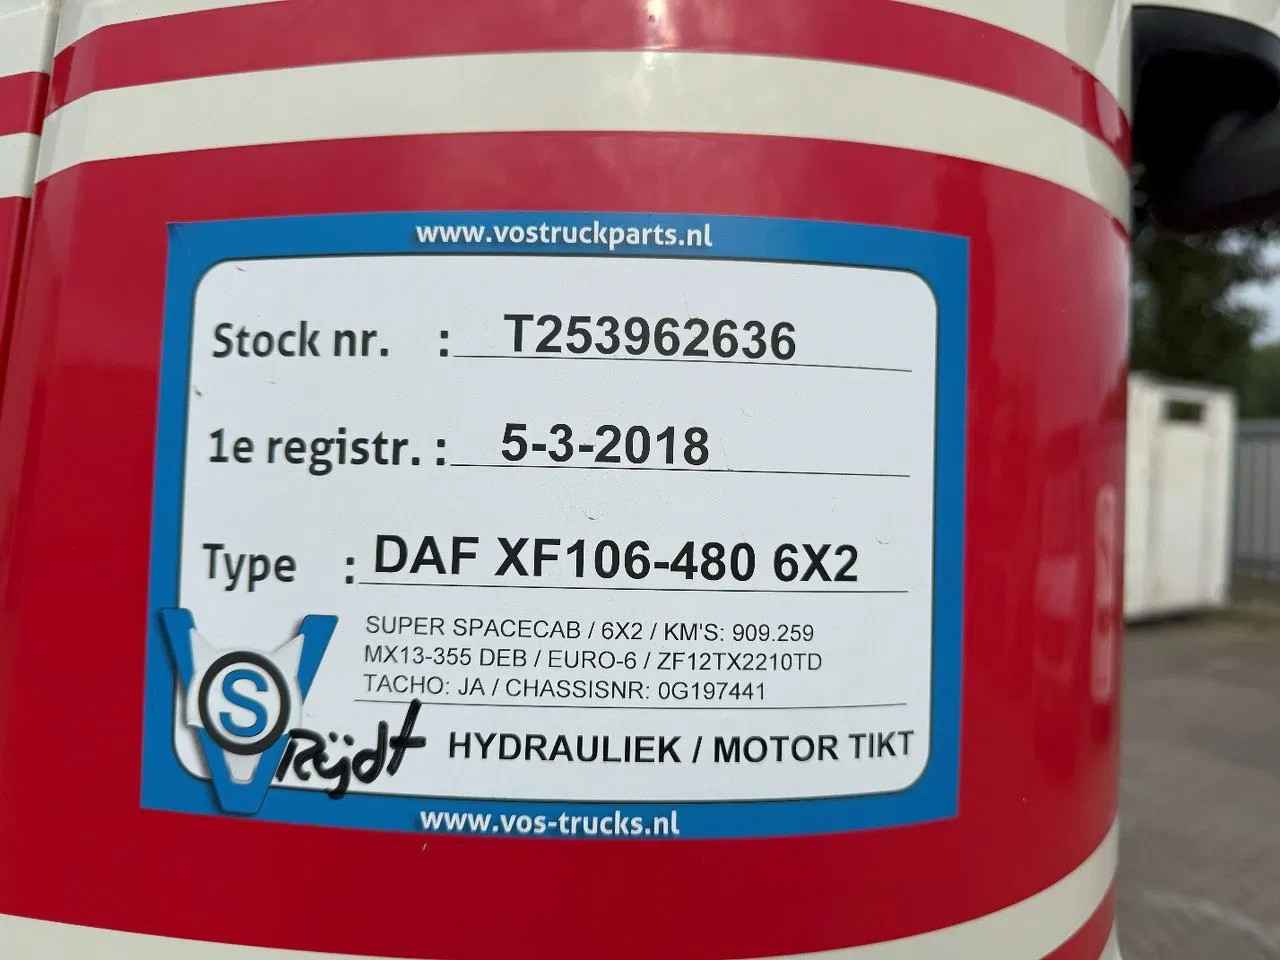 www.vostruckparts.nl
Stock nr. : T253962636
1e registr. : 5-3-2018
Type : DAF XF106-480 6X2
SUPER SPACECAB / 6X2 / KM'S: 909.259
MX13-355 DEB / EURO-6 / ZF12TX2210TD
TACHO: JA / CHASSISNR: 0G197441
VOS Rijdt HYDRAULIEK / MOTOR TIKT
www.vos-trucks.nl